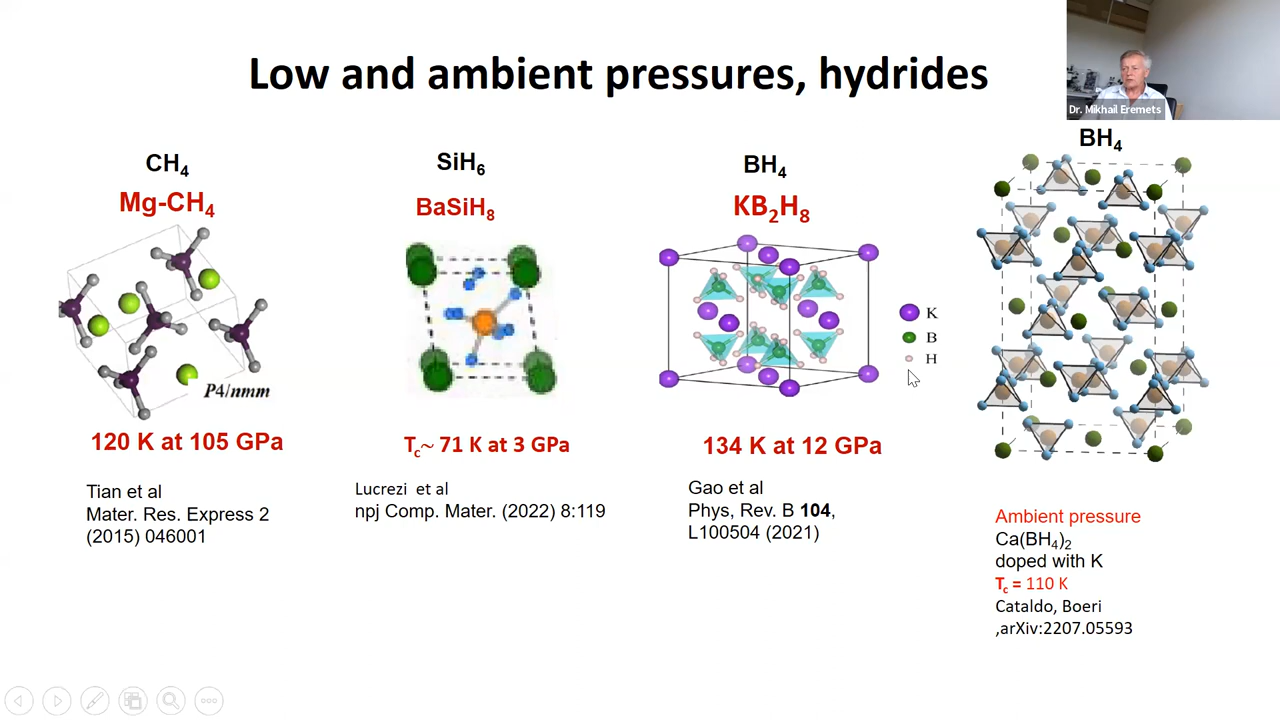 Low and ambient pressures, hydrides
Dr. Mikhail Eremets
CH₄
Mg-CH₄
P4/nmm
120 K at 105 GPa
Tian et al
Mater. Res. Express 2
(2015) 046001
SiH₆
BaSiH₈
T_c~ 71 K at 3 GPa
Lucrezi et al
npj Comp. Mater. (2022) 8:119
BH₄
KB₂H₈
K
B
H
134 K at 12 GPa
Gao et al
Phys, Rev. B 104,
L100504 (2021)
BH₄
Ambient pressure
Ca(BH₄)₂
doped with K
T_c = 110 K
Cataldo, Boeri
,arXiv:2207.05593